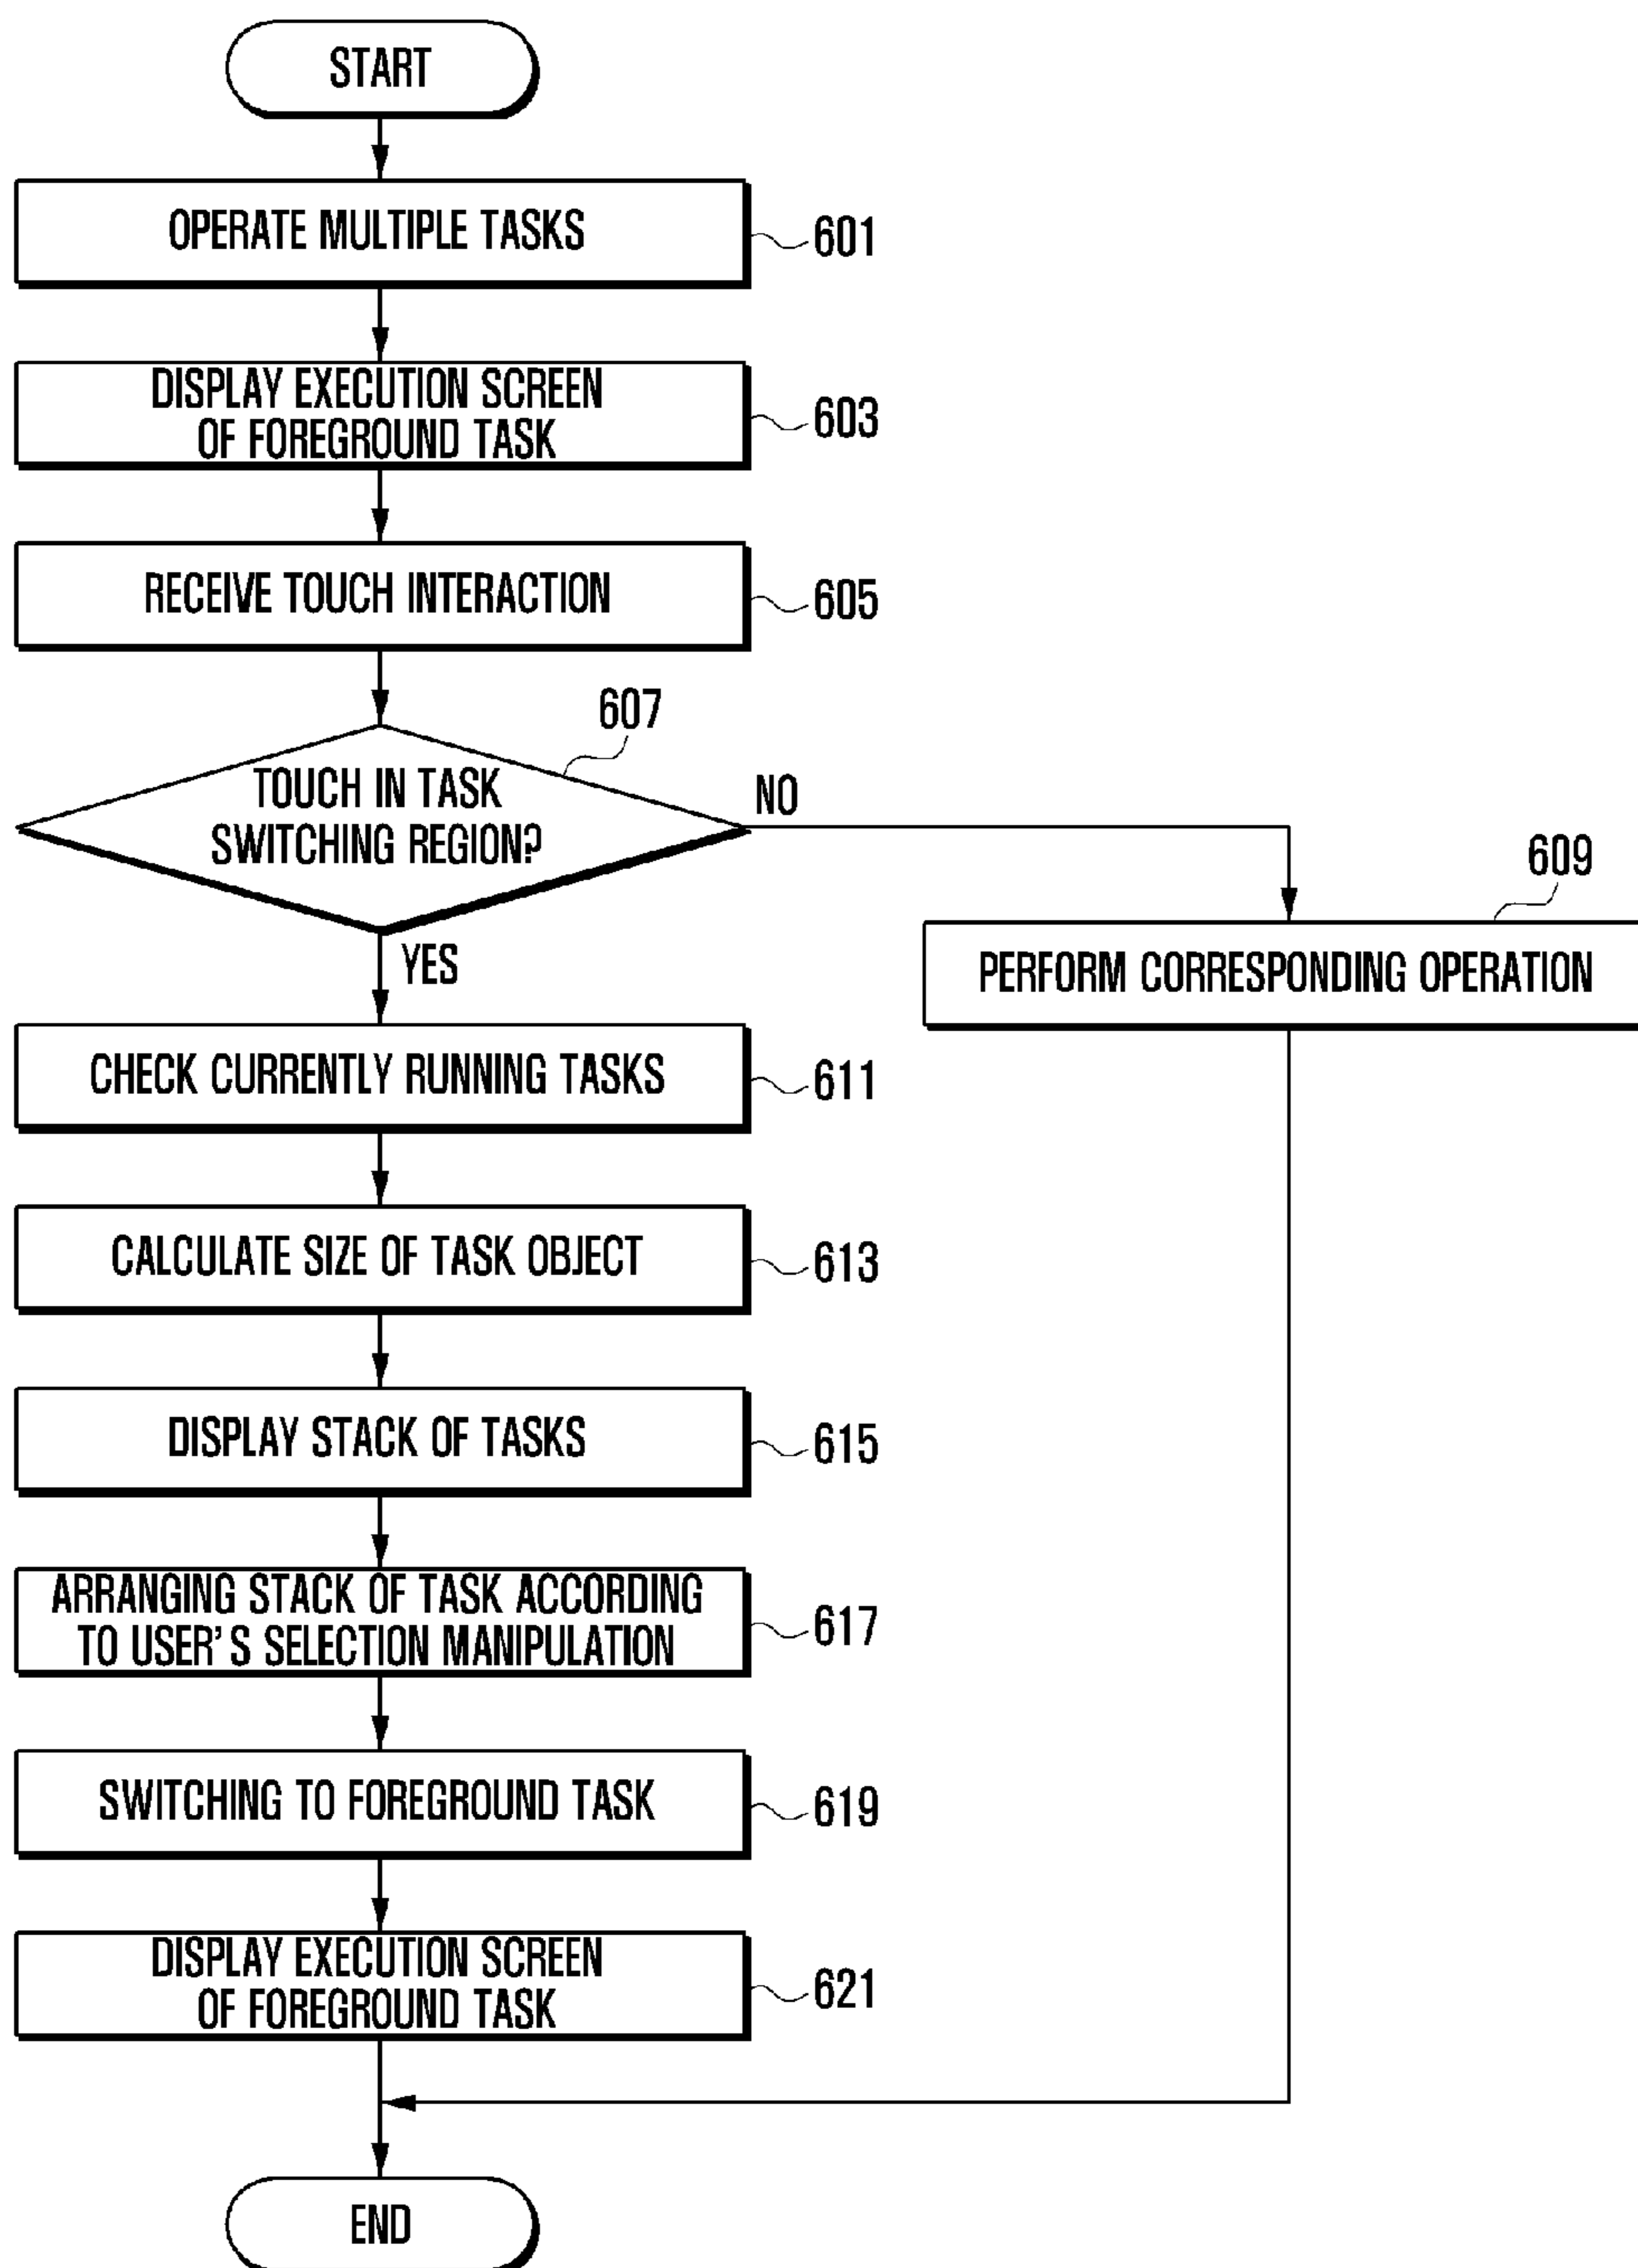 START
OPERATE MULTIPLE TASKS
601
DISPLAY EXECUTION SCREEN
OF FOREGROUND TASK
603
RECEIVE TOUCH INTERACTION
605
607
TOUCH IN TASK
SWITCHING REGION?
NO
YES
609
PERFORM CORRESPONDING OPERATION
CHECK CURRENTLY RUNNING TASKS
611
CALCULATE SIZE OF TASK OBJECT
613
DISPLAY STACK OF TASKS
615
ARRANGING STACK OF TASK ACCORDING
TO USER'S SELECTION MANIPULATION
617
SWITCHING TO FOREGROUND TASK
619
DISPLAY EXECUTION SCREEN
OF FOREGROUND TASK
621
END